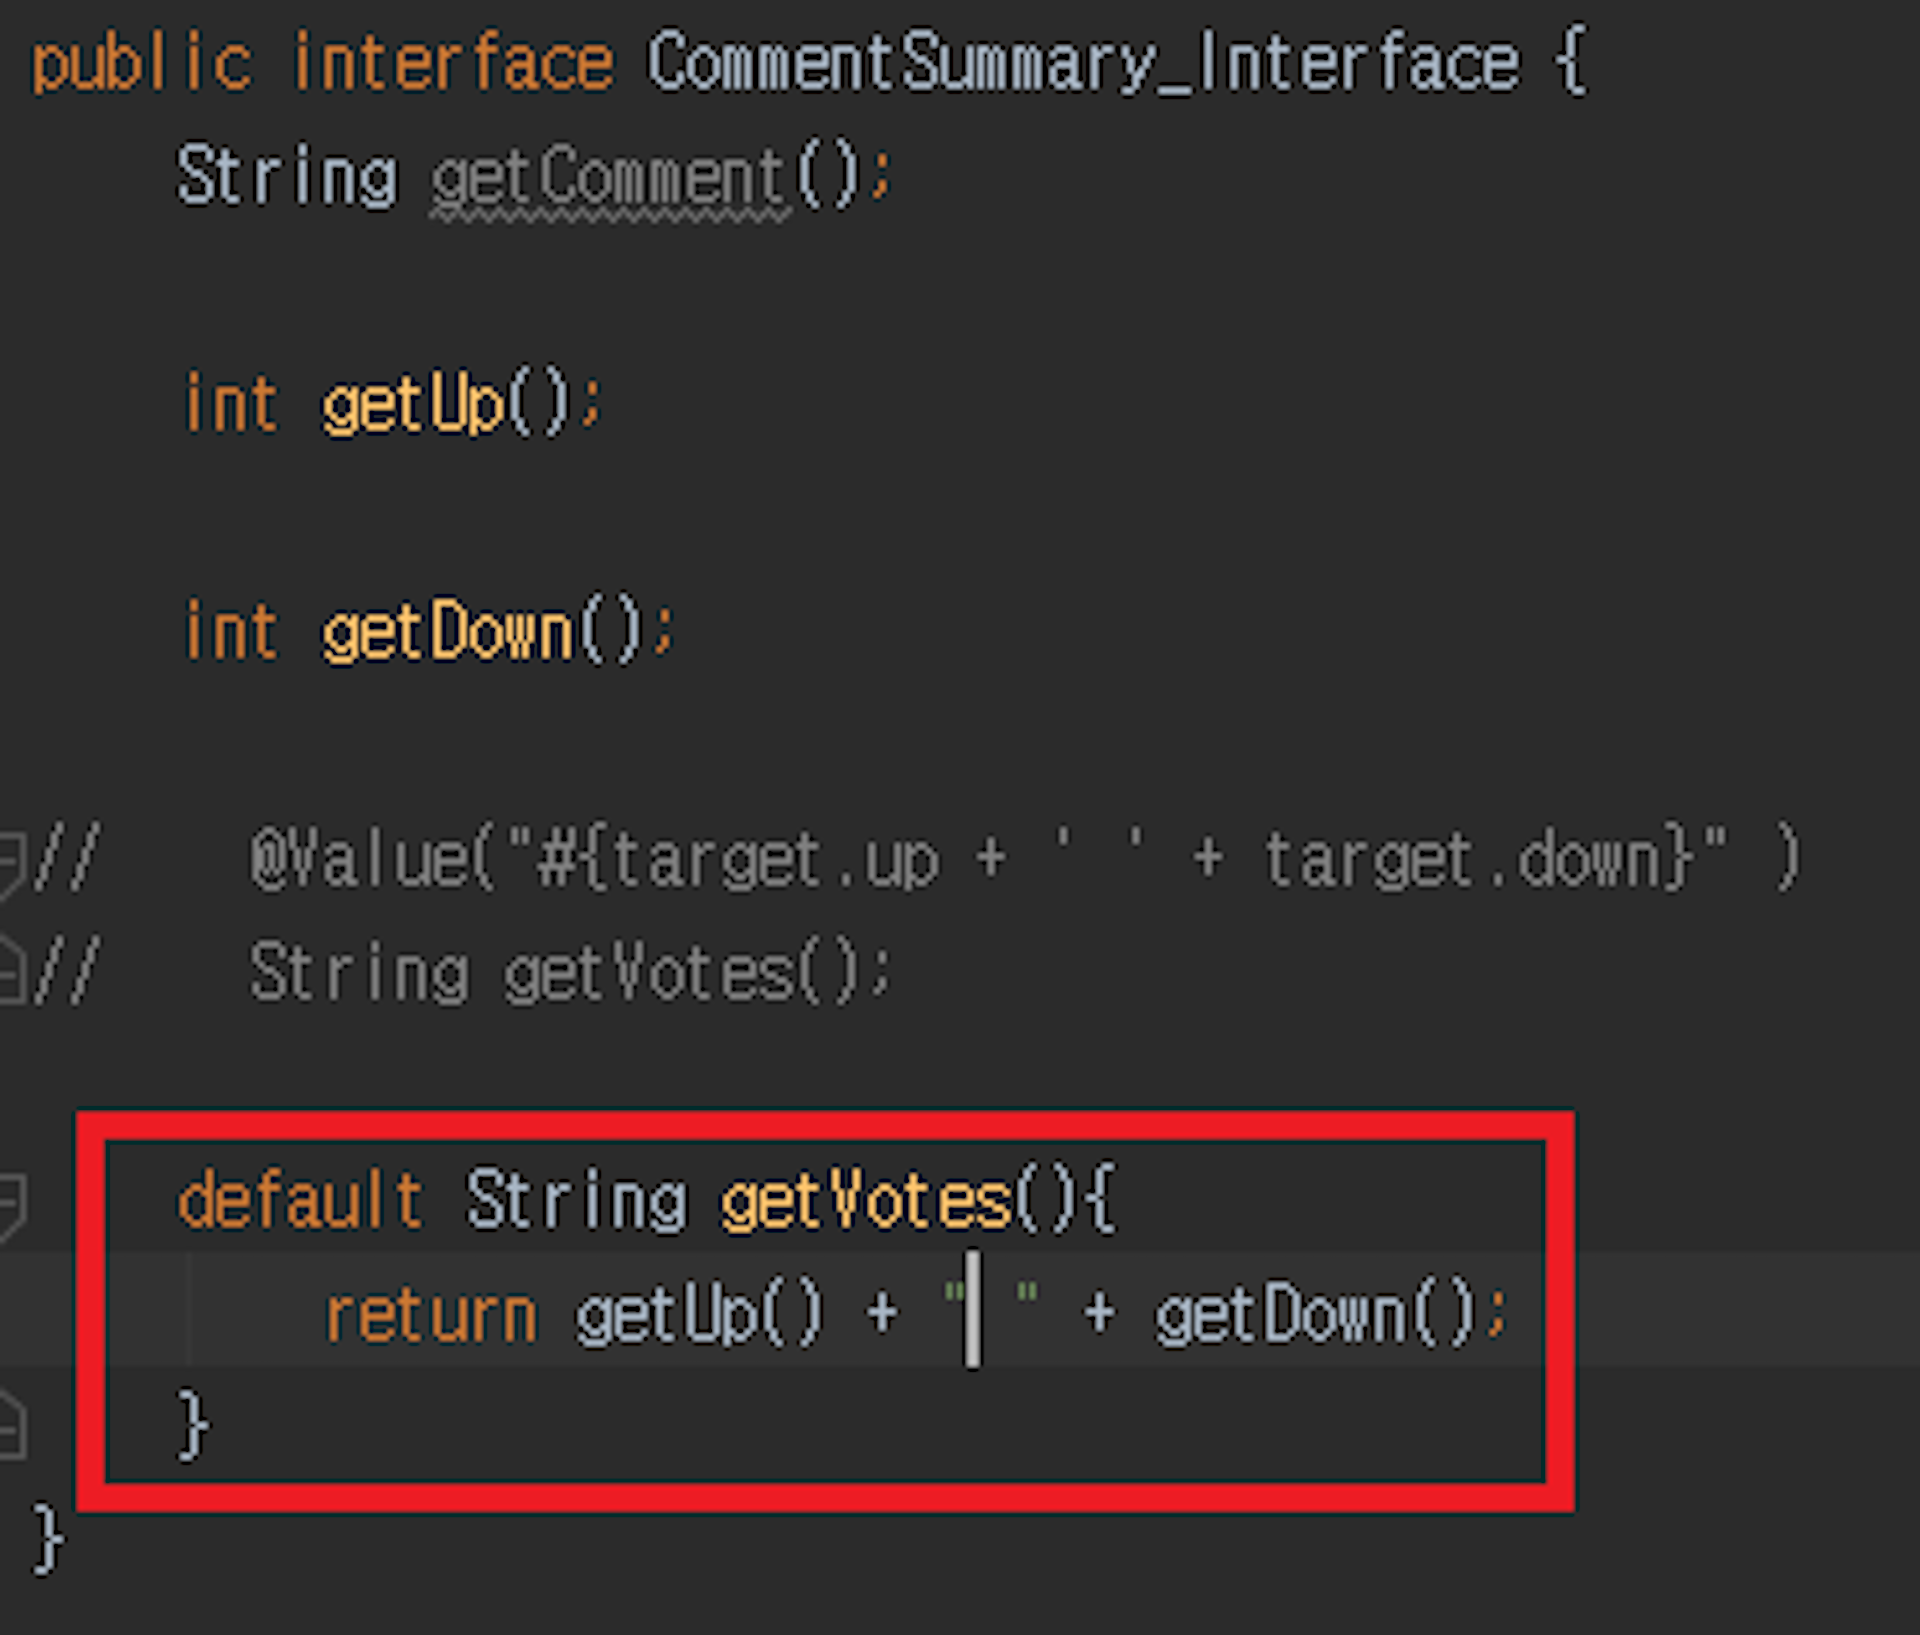 public interface CommentSummary_Interface {
    String getComment();
    int getUp();
    int getDown();
//    @Value("#{target.up + ' ' + target.down}" )
//    String getVotes();
    default String getVotes(){
        return getUp() + " " + getDown();
    }
}